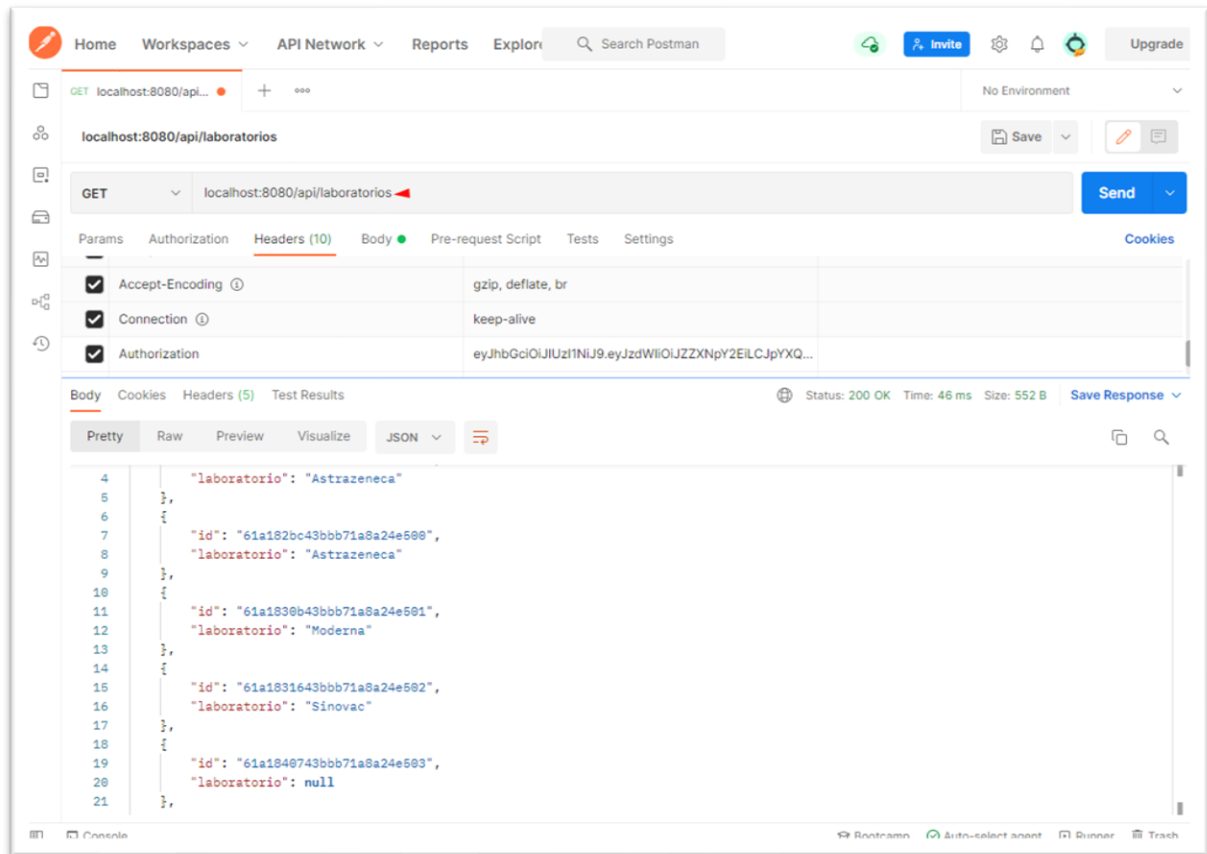 Home Workspaces API Network Reports Explore Search Postman Invite Upgrade
GET localhost:8080/api... No Environment
localhost:8080/api/laboratorios Save
GET localhost:8080/api/laboratorios Send
Params Authorization Headers (10) Body Pre-request Script Tests Settings Cookies
Accept-Encoding gzip, deflate, br
Connection keep-alive
Authorization eyJhbGciOiJIUzI1NiJ9.eyJzdWIiOiJZZXNpY2EiLCJpYXQ...
Body Cookies Headers (5) Test Results Status: 200 OK Time: 46 ms Size: 552 B Save Response
Pretty Raw Preview Visualize JSON
4 "laboratorio": "Astrazeneca"
5 },
6 {
7 "id": "61a182bc43bbb71a8a24e500",
8 "laboratorio": "Astrazeneca"
9 },
10 {
11 "id": "61a1830b43bbb71a8a24e501",
12 "laboratorio": "Moderna"
13 },
14 {
15 "id": "61a1831643bbb71a8a24e502",
16 "laboratorio": "Sinovac"
17 },
18 {
19 "id": "61a1840743bbb71a8a24e503",
20 "laboratorio": null
21 },
Console Bootcamp Auto-select agent Runner Trash